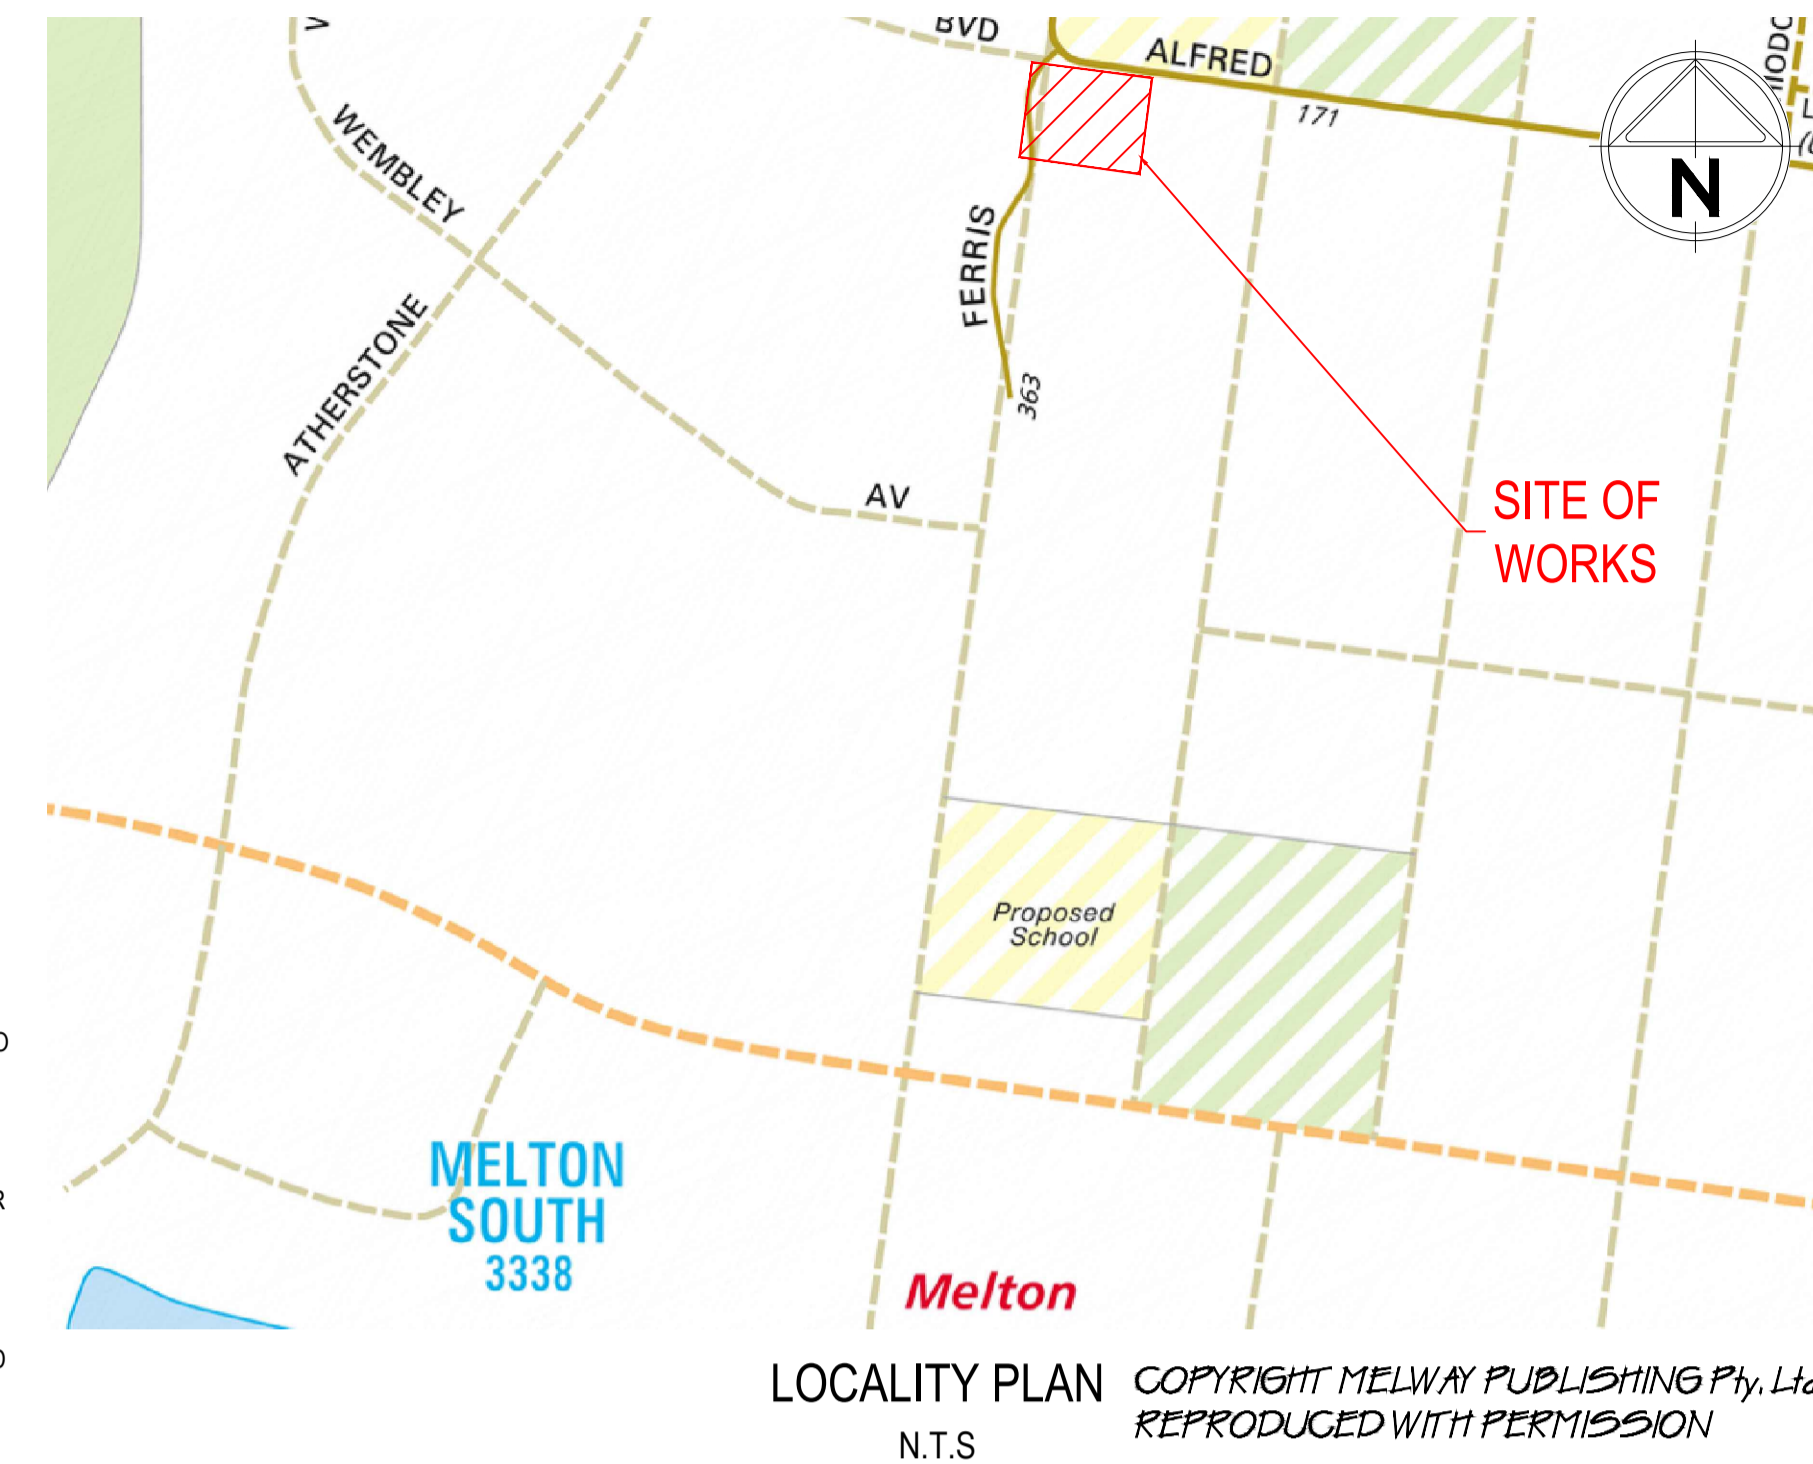 BVD
ALFRED
171
WEMBLEY
N
FERRIS
ATHERSTONE
363
AV
SITE OF
WORKS
Proposed
School
MELTON
SOUTH
3338
Melton
LOCALITY PLAN
N.T.S
COPYRIGHT MELWAY PUBLISHING Pty. Ltd
REPRODUCED WITH PERMISSION